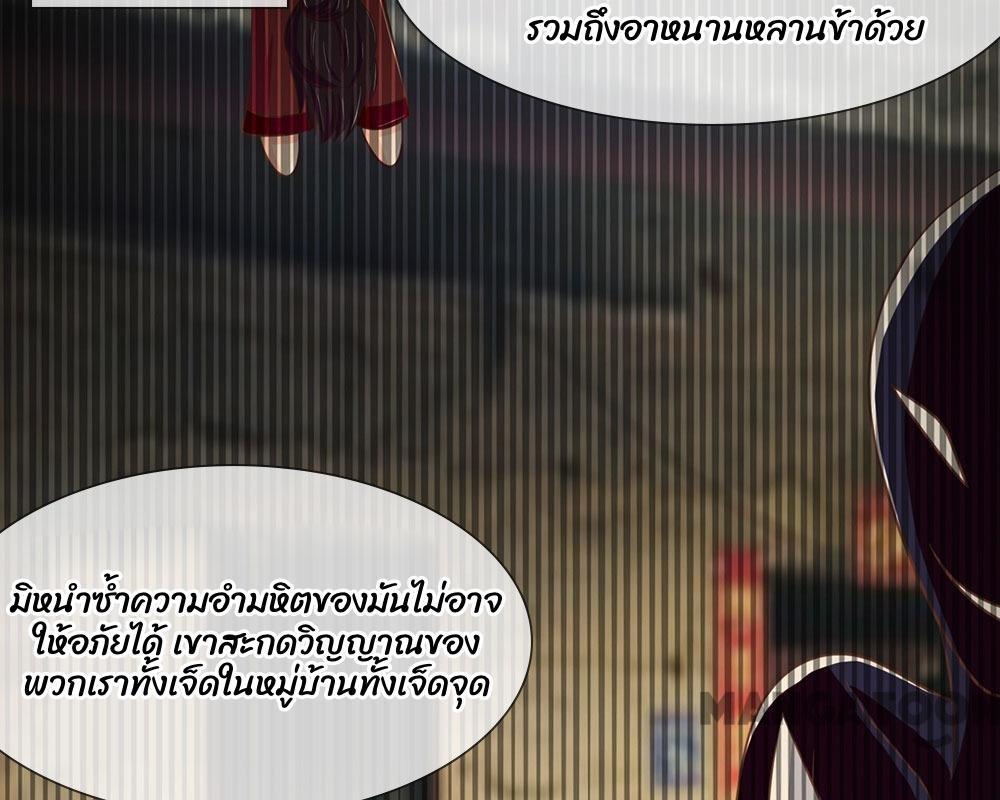 รวมถึงอาหนานหลานข้าด้วย
มิหนำซ้ำความอำมหิตของมันไม่อาจ
ให้อภัยได้ เขาสะกดวิญญาณของ
พวกเราทั้งเจ็ดในหมู่บ้านทั้งเจ็ดจุด
MANGATOON